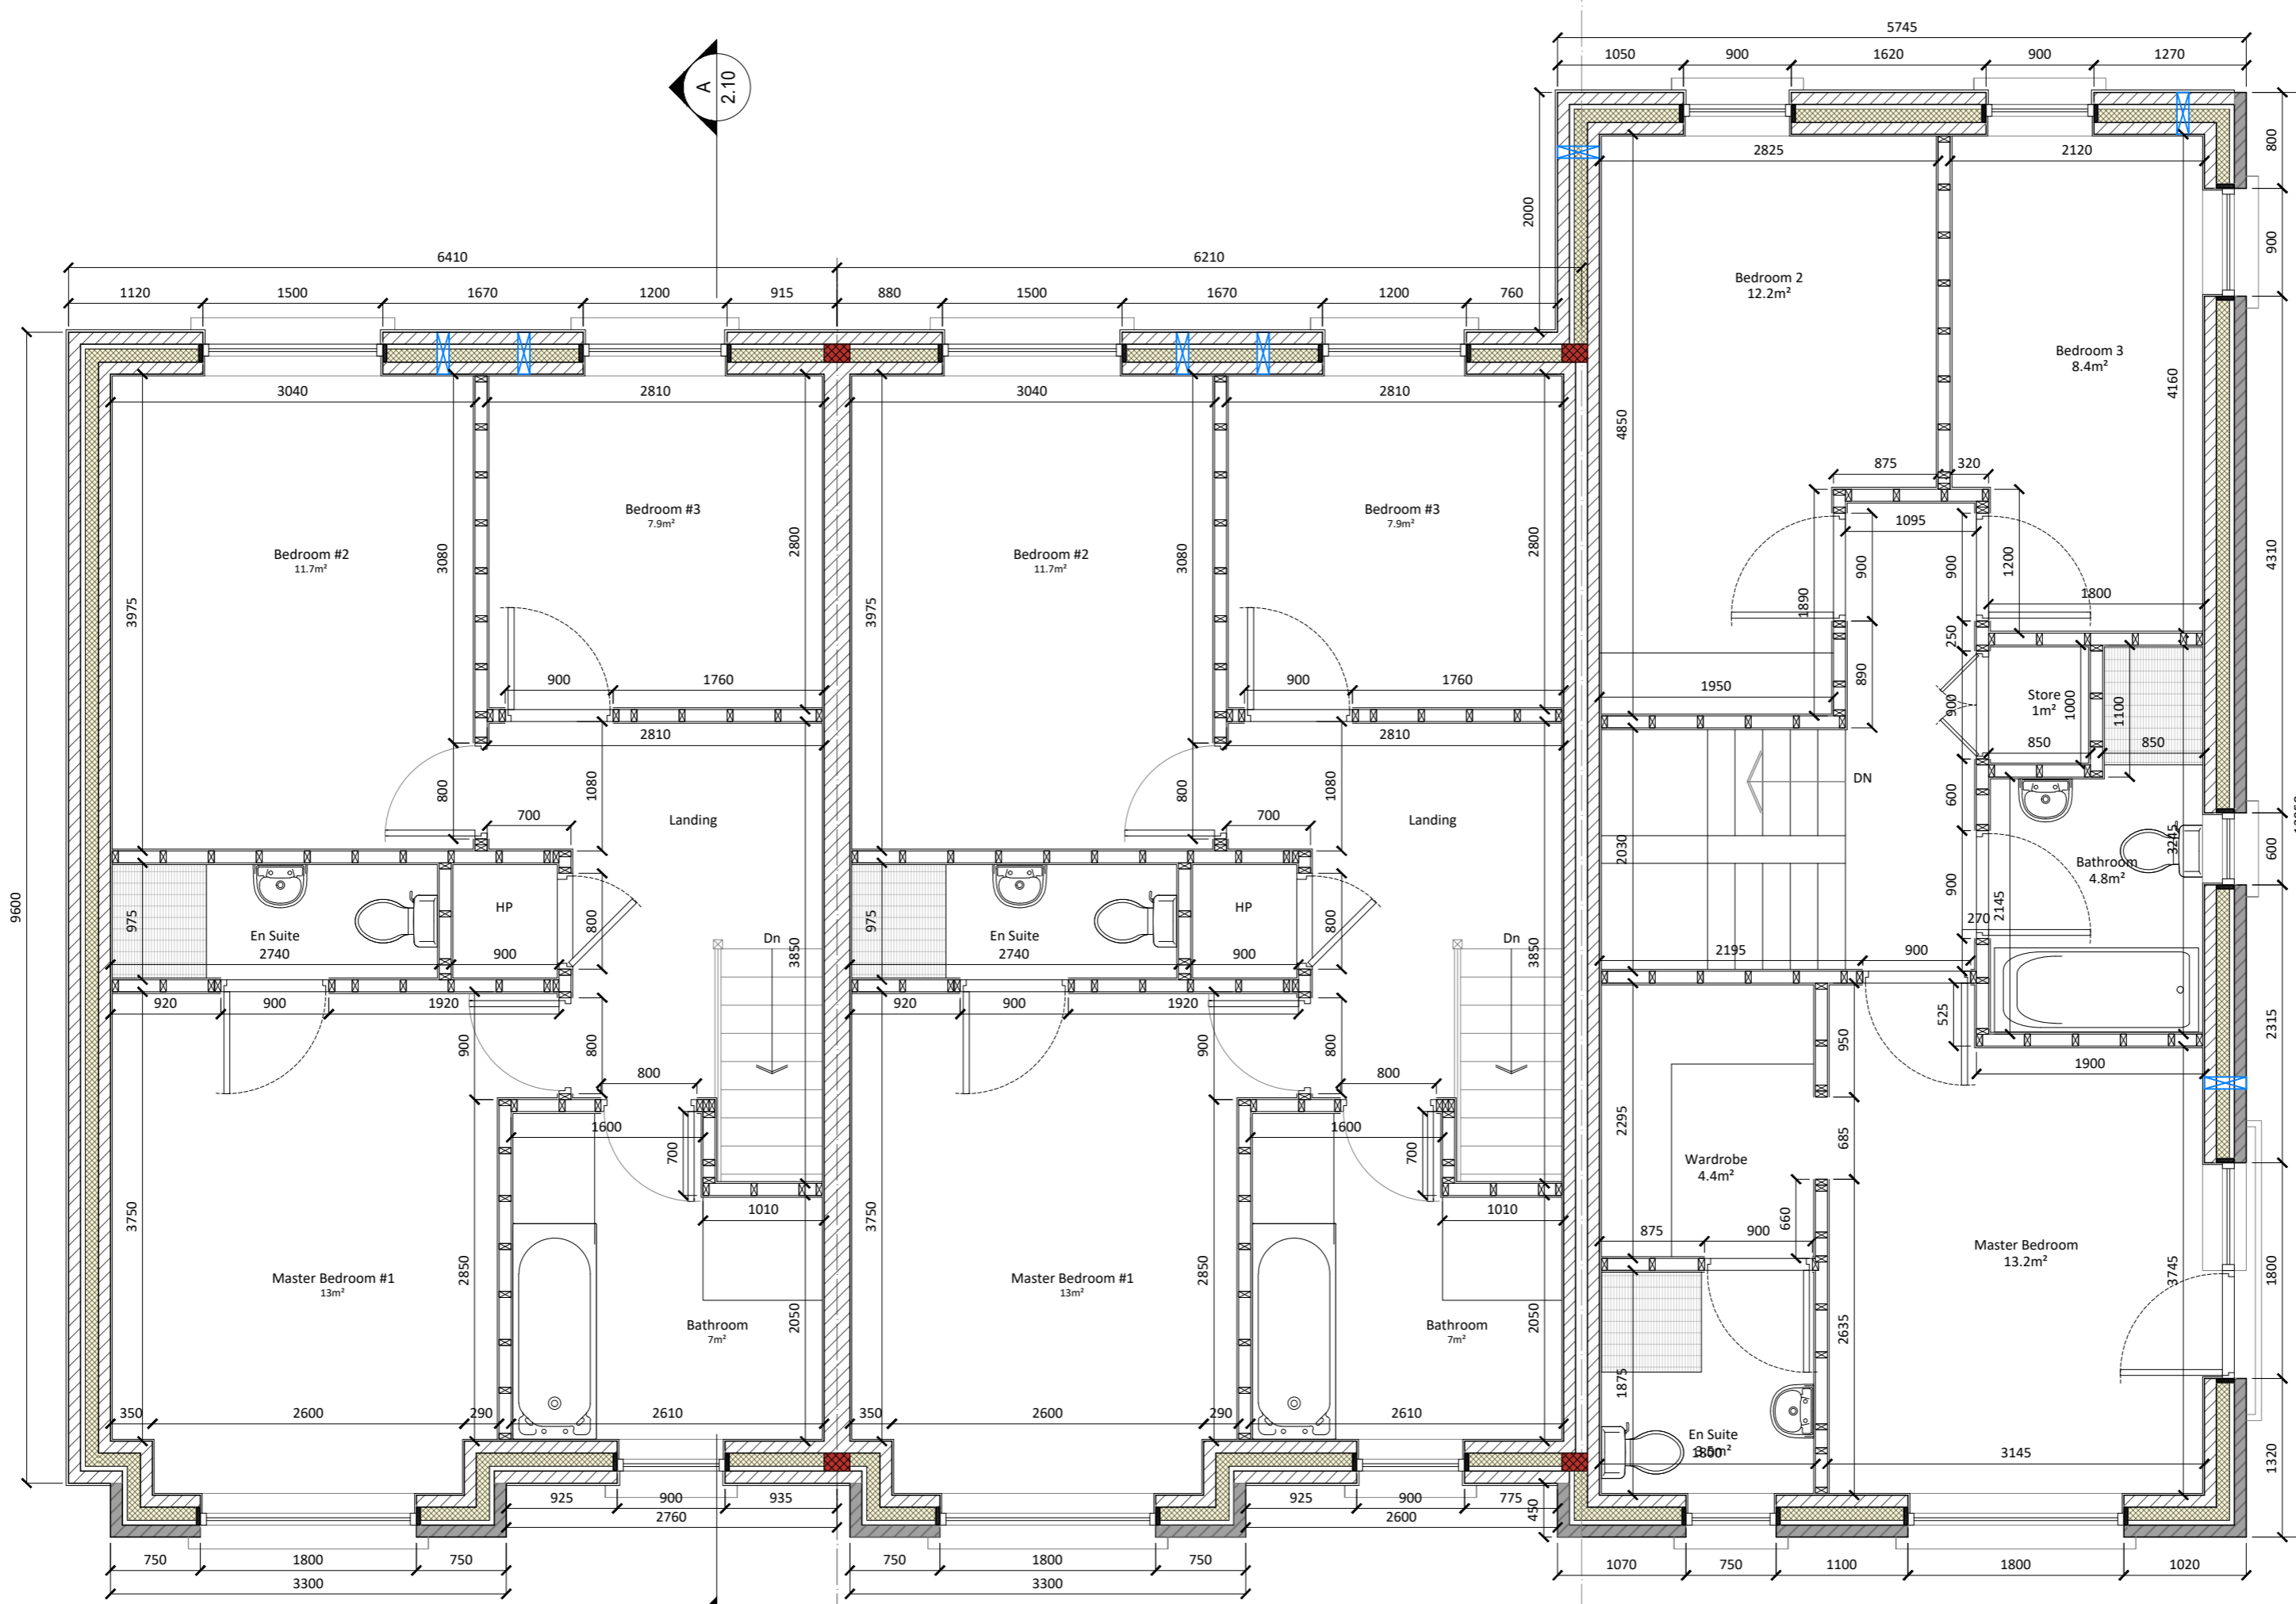 5745
1050 900 1620 900 1270
A
2.10
800
2825 2120
2000
900
6410 6210
1120 1500 1670 1200 915 880 1500 1670 1200 760
Bedroom 2
12.2m²
Bedroom 3
8.4m²
4160
3040 2810 3040 2810
4850
875 320
Bedroom #3
7.9m²
Bedroom #3
7.9m²
1095
Bedroom #2
11.7m²
Bedroom #2
11.7m²
3080 2800 3080 2800
3975 3975
900 900 1200 4310
1890
1800
250
900 1760 900 1760
1950
890
900
Store
1m²
1000 1100
2810 2810
850 850
DN
800 1080 800 1080
600
700 700
Landing Landing
2030
3245
600
Bathroom
4.8m²
9600
HP HP
975 800 975 800
900
2145
270
En Suite
2740
En Suite
2740
Dn Dn
3850 3850
900 900
2195 900
920 900 1920 920 900 1920
525
950
900 800 900 800
2315
800 800
1900
2295
685
1600 1600
700 700
Wardrobe
4.4m²
1010 1010
660
875 900
3750 3750
Master Bedroom
13.2m²
2850 2850
3745
1800
Master Bedroom #1
13m²
Master Bedroom #1
13m²
2050 2050
Bathroom
7m²
Bathroom
7m²
2635
1875
350 2600 290 2610 350 2600 290 2610
En Suite
1800
3145
1320
925 900 935 925 900 775
450
2760 2600
750 1800 750 750 1800 750 1070 750 1100 1800 1020
3300 3300